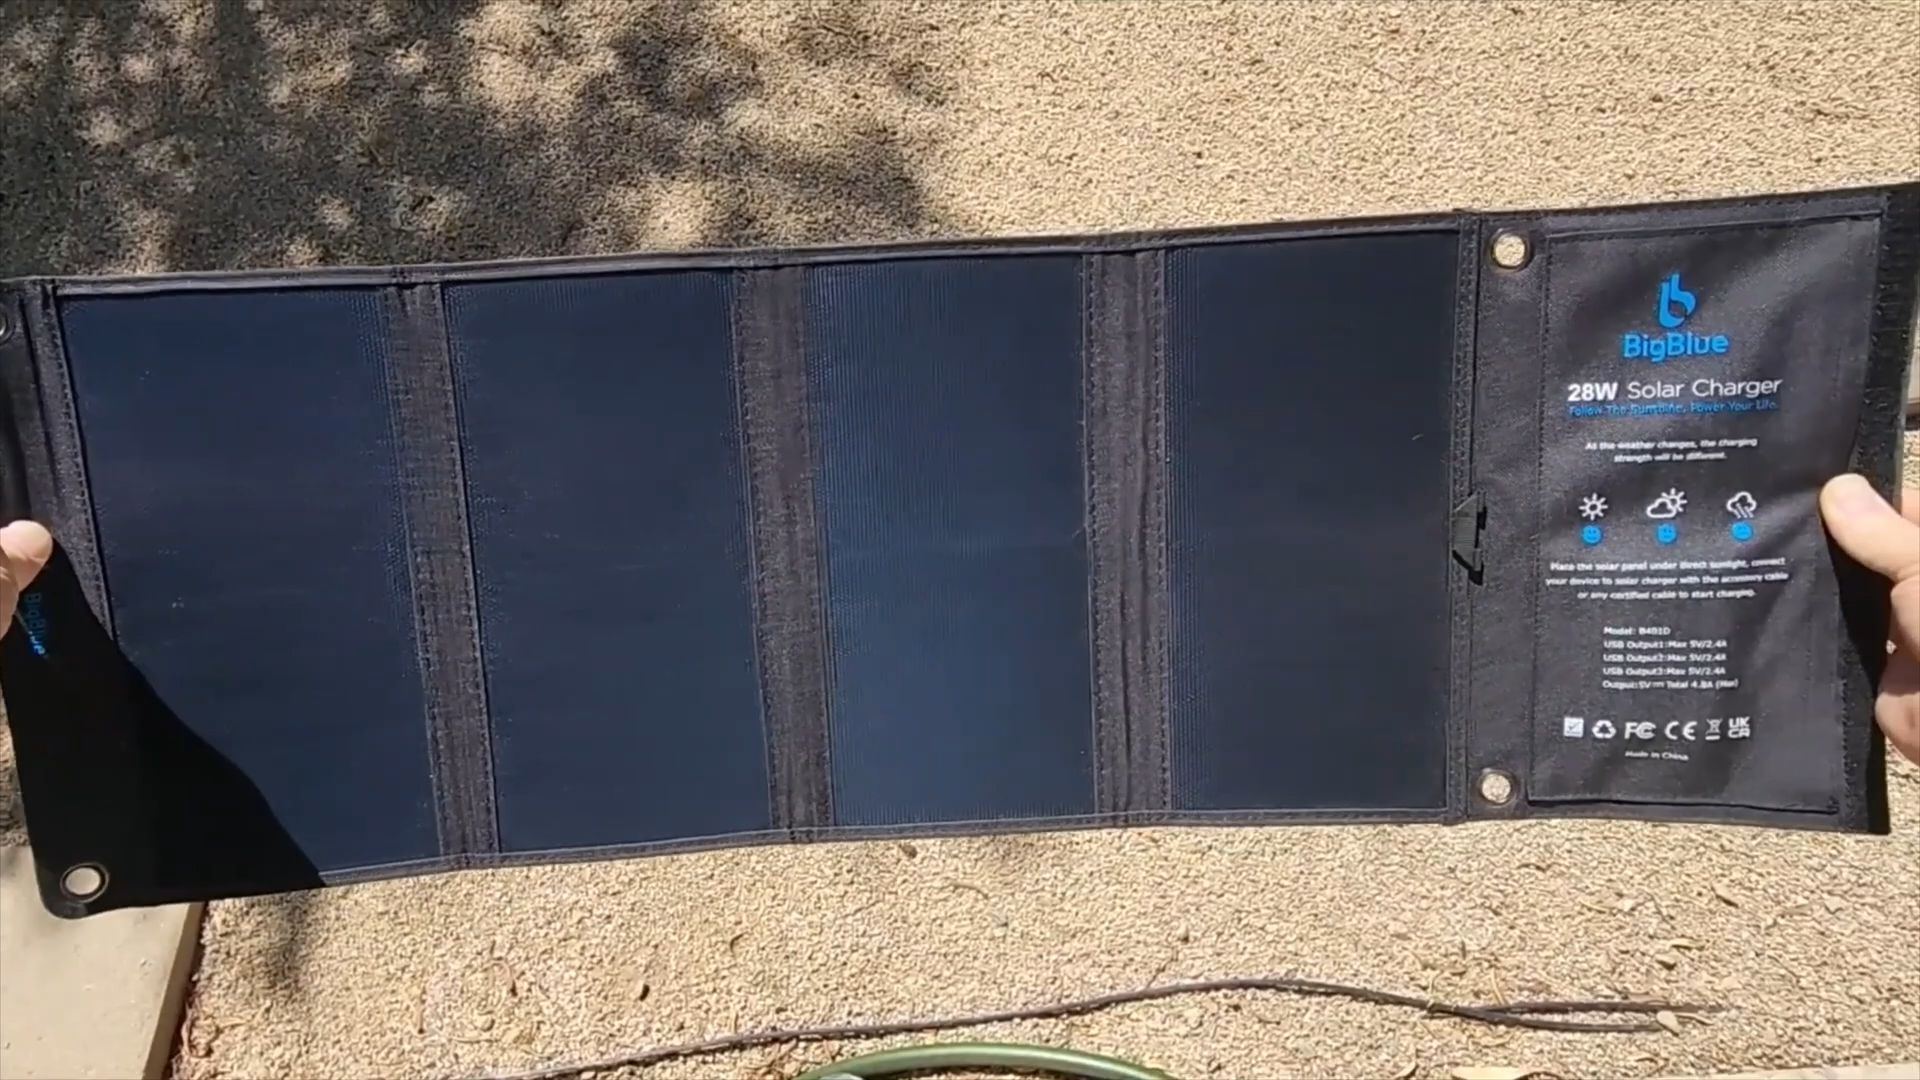 BigBlue
28W Solar Charger
Follow The Sunshine, Power Your Life.
As the weather changes, the charging
strength will be different.
Place the solar panel under direct sunlight, connect
your device to solar charger with the accessory cable
or any certified cable to start charging.
Model: B401D
USB Output1:Max 5V/2.4A
USB Output2:Max 5V/2.4A
USB Output3:Max 5V/2.4A
Output:5V⎓Total 4.8A (Max)
FC CE UK CA
Made in China
BigBlue